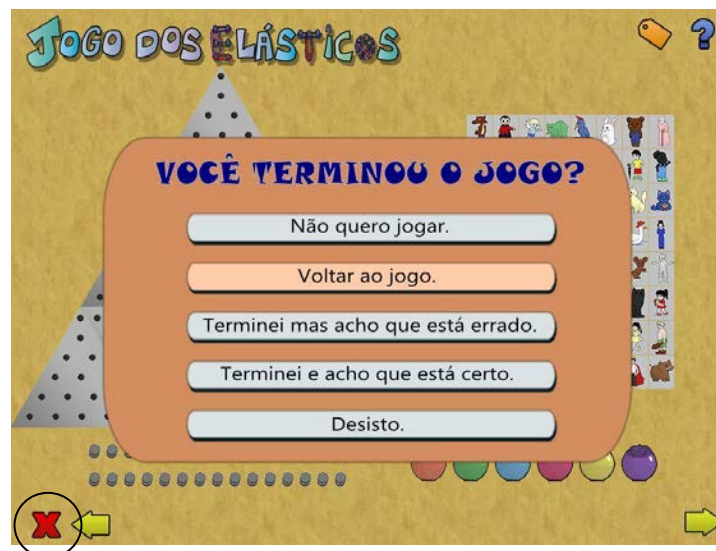 JOGO DOS ELÁSTICOS
?
VOCÊ TERMINOU O JOGO?
Não quero jogar.
Voltar ao jogo.
Terminei mas acho que está errado.
Terminei e acho que está certo.
Desisto.
X